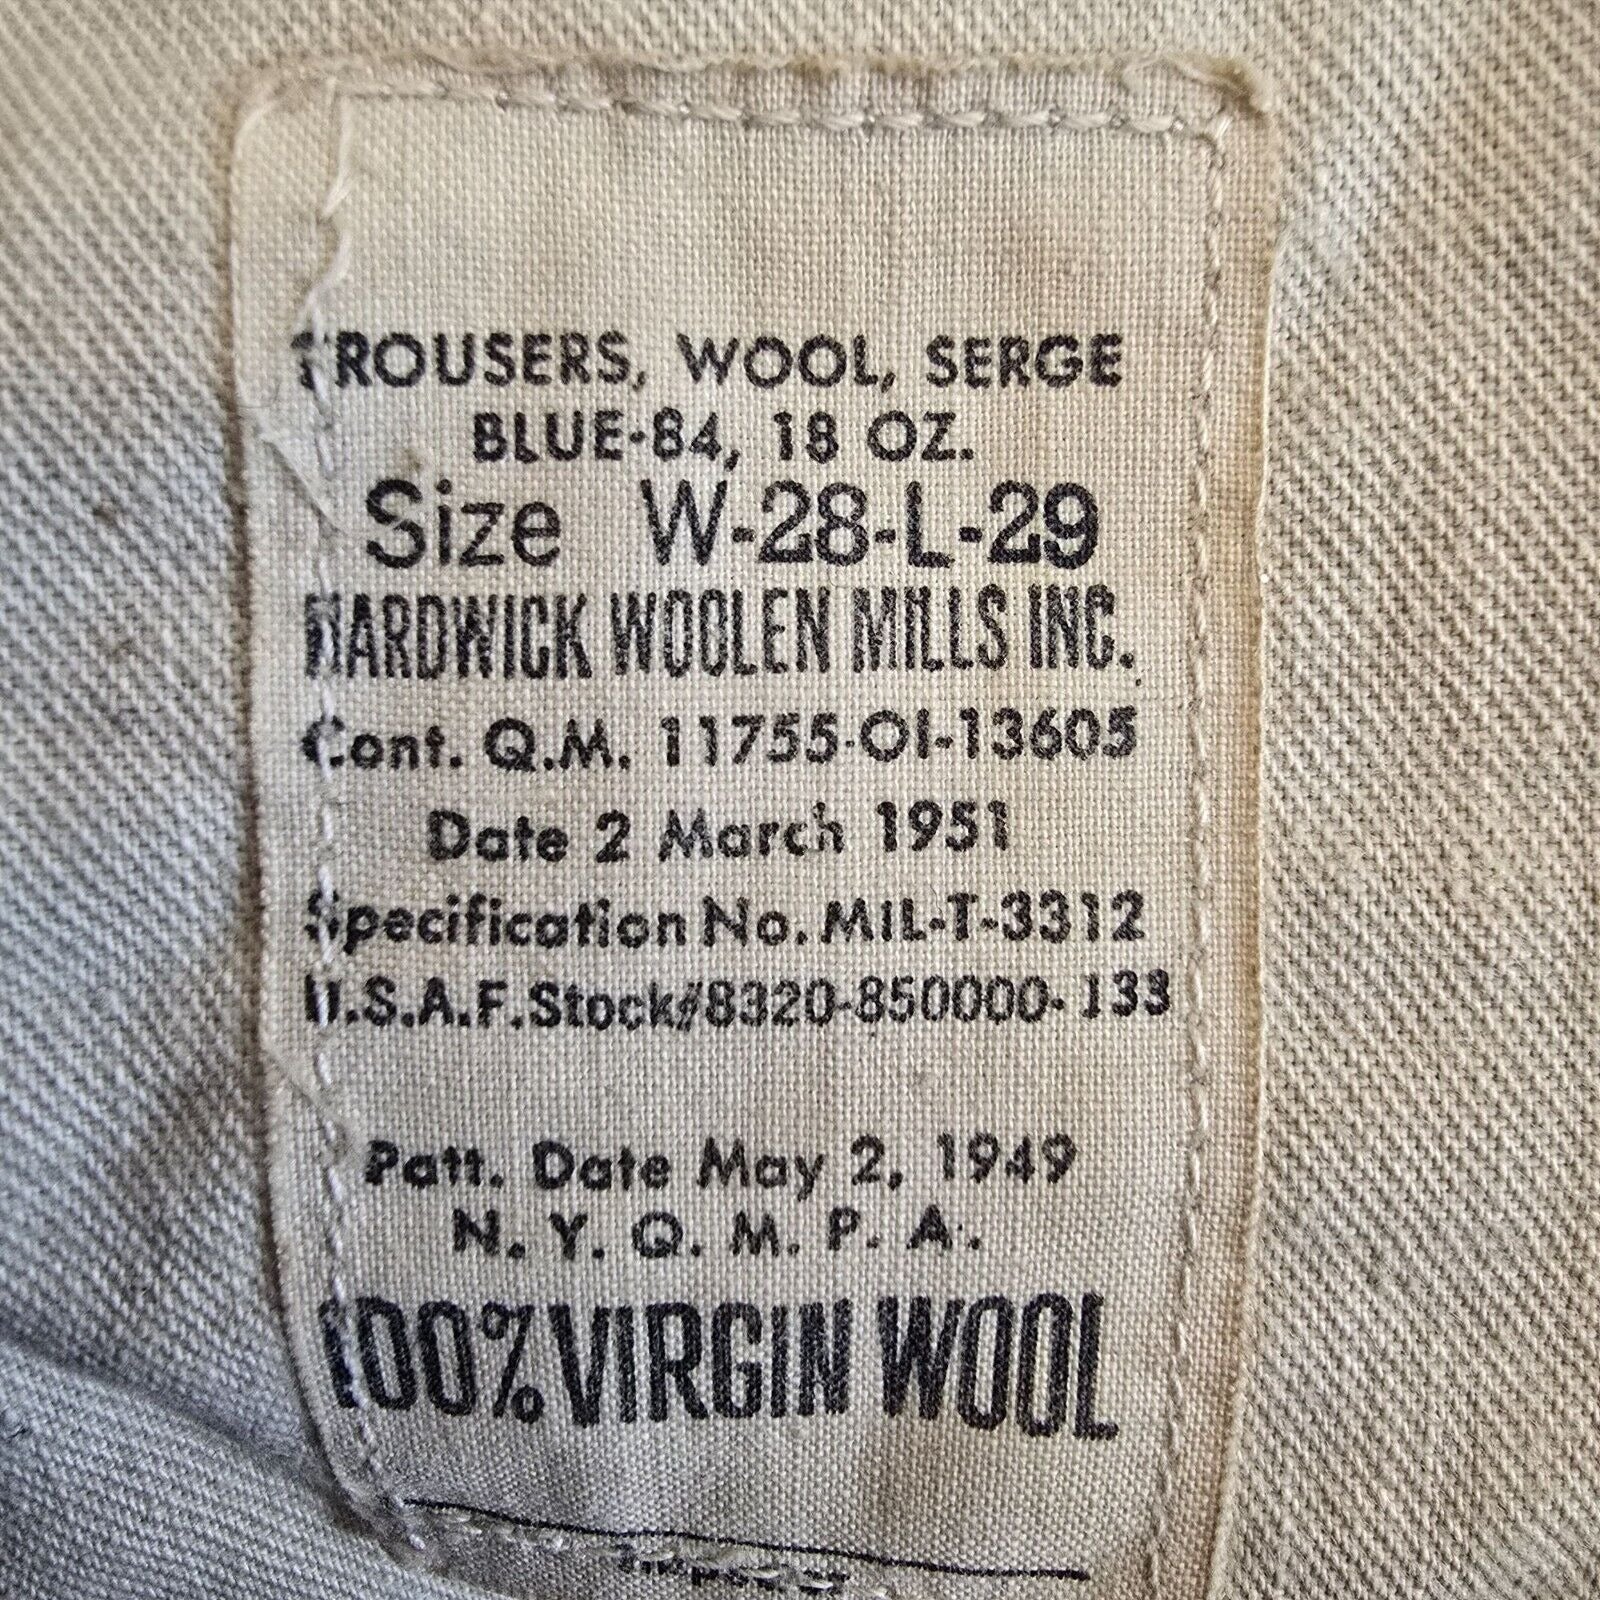 TROUSERS, WOOL, SERGE
BLUE-84, 18 OZ.
Size W-28-L-29
HARDWICK WOOLEN MILLS INC.
Cont. Q.M. 11755-OI-13605
Date 2 March 1951
Specification No. MIL-T-3312
U.S.A.F. Stock#8320-850000-133
Patt. Date May 2, 1949
N. Y. Q. M. P. A.
100% VIRGIN WOOL